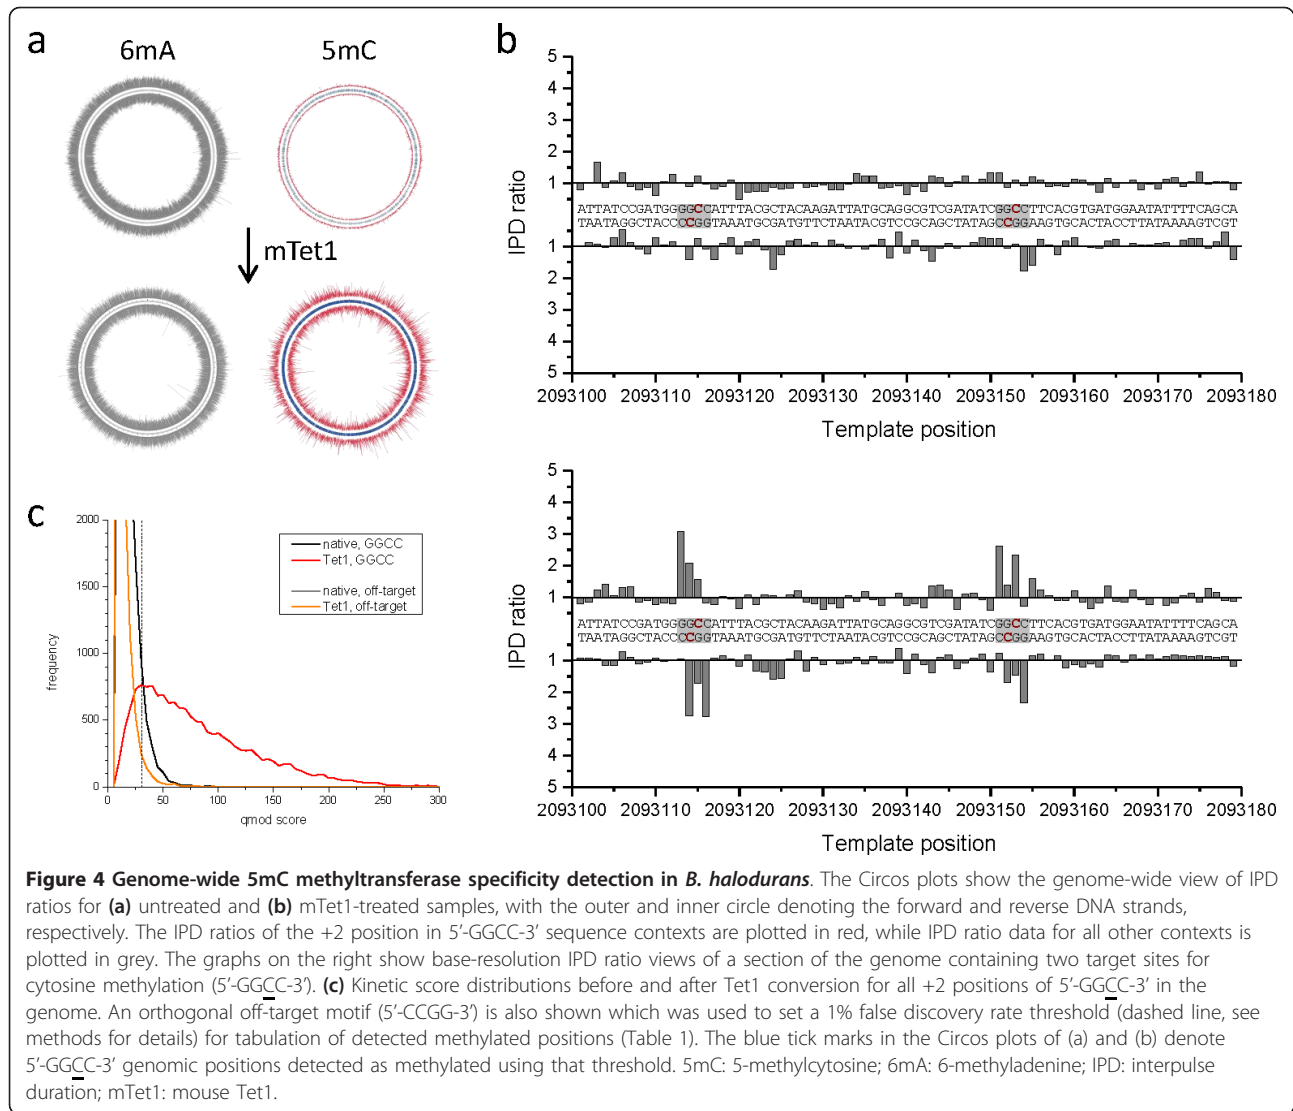 a
6mA
5mC
mTet1
b
5
4
3
2
1
IPD ratio
ATTATCCGATGGGGCCATTTACGCTACAAGATTATGCAGGCGTCGATATCGGCCTTCACGTGATGGAATATTTTCAGCA
TAATAGGCTACCCCGGTAAATGCGATGTTCTAATACGTCCGCAGCTATAGCCGGAAGTGCACTACCTTATAAAAGTCGT
1
2
3
4
5
2093100 2093110 2093120 2093130 2093140 2093150 2093160 2093170 2093180
Template position
5
4
3
2
1
IPD ratio
ATTATCCGATGGGGCCATTTACGCTACAAGATTATGCAGGCGTCGATATCGGCCTTCACGTGATGGAATATTTTCAGCA
TAATAGGCTACCCCGGTAAATGCGATGTTCTAATACGTCCGCAGCTATAGCCGGAAGTGCACTACCTTATAAAAGTCGT
1
2
3
4
5
2093100 2093110 2093120 2093130 2093140 2093150 2093160 2093170 2093180
Template position
c
2000
1500
1000
500
0
frequency
native, GGCC
Tet1, GGCC
native, off-target
Tet1, off-target
0 50 100 150 200 250 300
qmod score
Figure 4 Genome-wide 5mC methyltransferase specificity detection in B. halodurans. The Circos plots show the genome-wide view of IPD
ratios for (a) untreated and (b) mTet1-treated samples, with the outer and inner circle denoting the forward and reverse DNA strands,
respectively. The IPD ratios of the +2 position in 5'-GGCC-3' sequence contexts are plotted in red, while IPD ratio data for all other contexts is
plotted in grey. The graphs on the right show base-resolution IPD ratio views of a section of the genome containing two target sites for
cytosine methylation (5'-GGCC-3'). (c) Kinetic score distributions before and after Tet1 conversion for all +2 positions of 5'-GGCC-3' in the
genome. An orthogonal off-target motif (5'-CCGG-3') is also shown which was used to set a 1% false discovery rate threshold (dashed line, see
methods for details) for tabulation of detected methylated positions (Table 1). The blue tick marks in the Circos plots of (a) and (b) denote
5'-GGCC-3' genomic positions detected as methylated using that threshold. 5mC: 5-methylcytosine; 6mA: 6-methyladenine; IPD: interpulse
duration; mTet1: mouse Tet1.